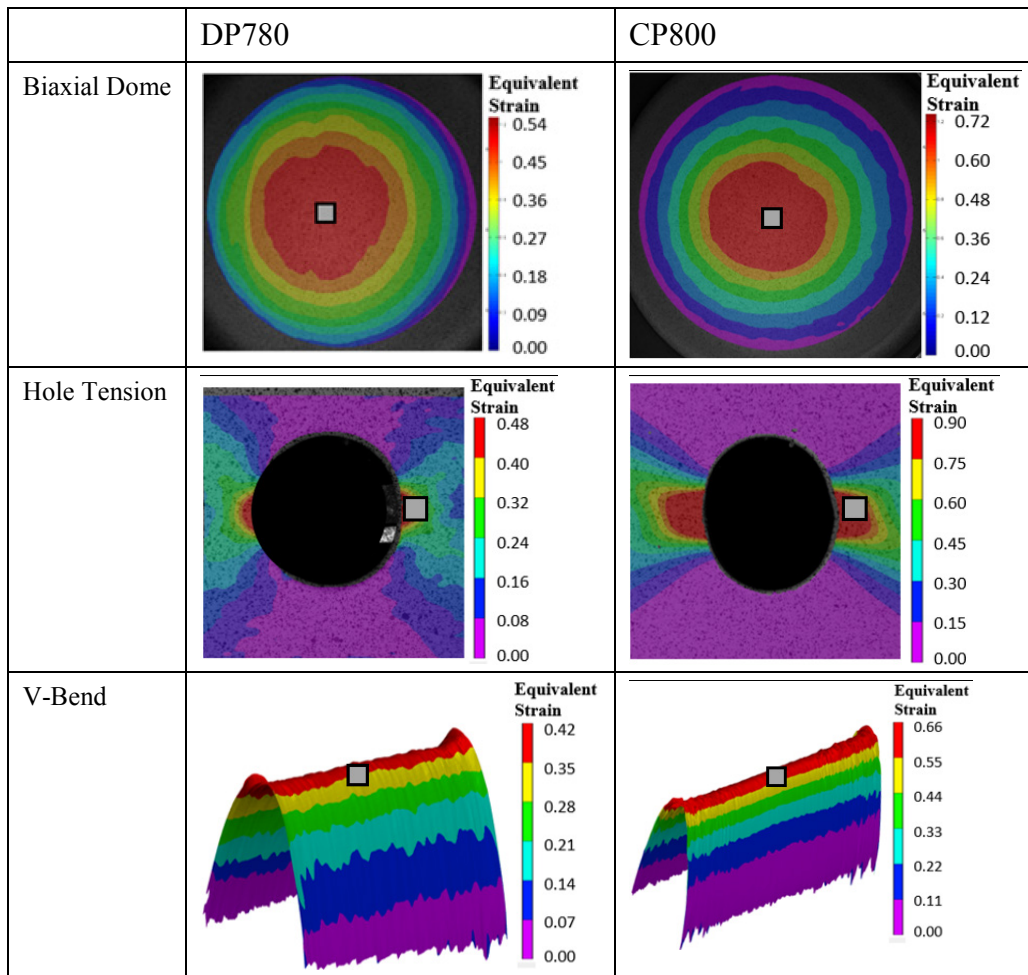 DP780
CP800
Biaxial Dome
Equivalent
Strain
0.54
0.45
0.36
0.27
0.18
0.09
0.00
Equivalent
Strain
0.72
0.60
0.48
0.36
0.24
0.12
0.00
Hole Tension
Equivalent
Strain
0.48
0.40
0.32
0.24
0.16
0.08
0.00
Equivalent
Strain
0.90
0.75
0.60
0.45
0.30
0.15
0.00
V-Bend
Equivalent
Strain
0.42
0.35
0.28
0.21
0.14
0.07
0.00
Equivalent
Strain
0.66
0.55
0.44
0.33
0.22
0.11
0.00